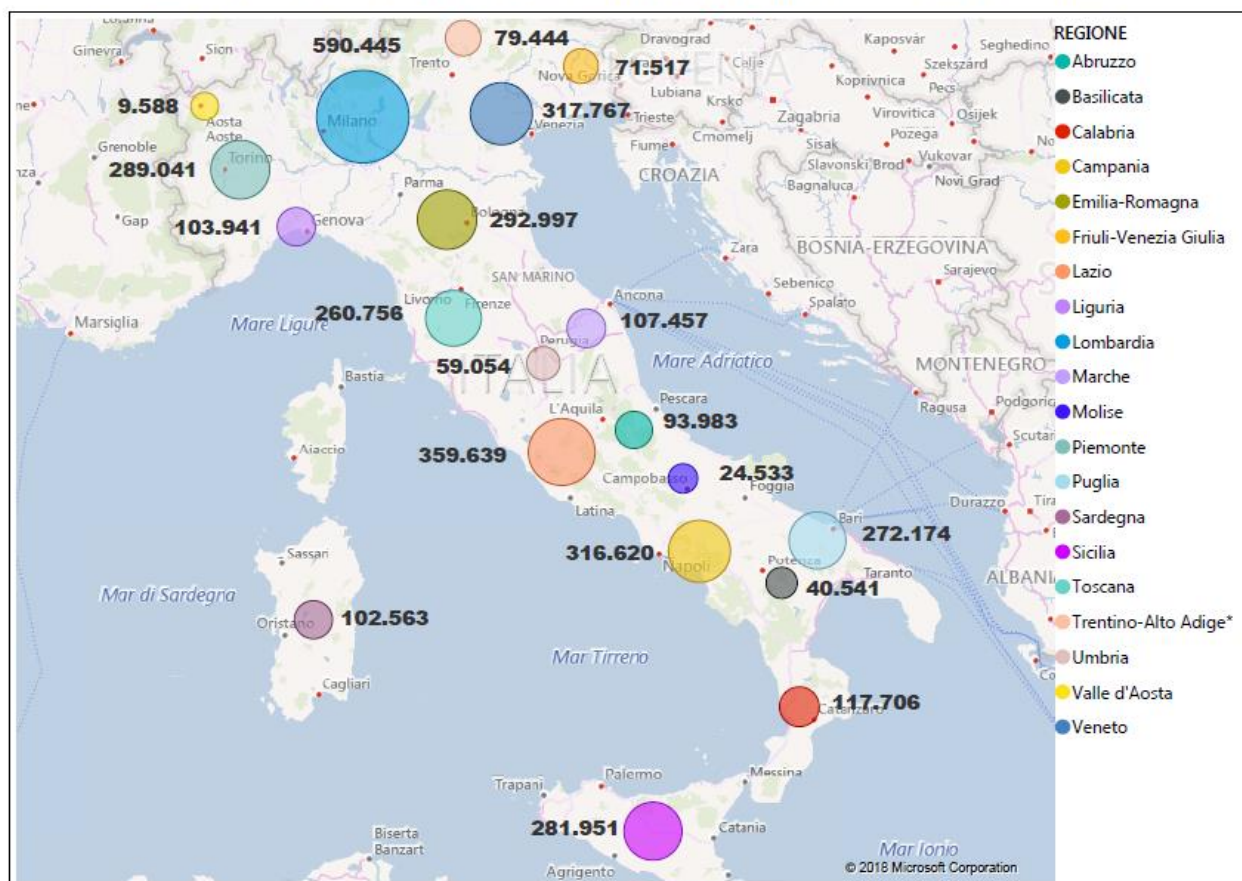 590.445
79.444
71.517
317.767
9.588
289.041
103.941
292.997
260.756
107.457
59.054
93.983
359.639
24.533
316.620
272.174
40.541
102.563
117.706
281.951
Ginevra
Sion
Trento
Nova Gorica
Dravograd
Celje
Kaposvár
Szekszárd
Seghedino
Pecs
Koprivnica
Virovitica
Osijek
Lubiana
Krsko
Zagabria
Aosta
Aoste
Milano
Venezia
Trieste
Crnomelj
Sisak
Pozega
Vukovar
Grenoble
Torino
Fiume
Slavonski Brod
Novi Grad
CROAZIA
Bagnaluca
Parma
Gap
Genova
Bologna
Zara
BOSNIA-ERZEGOVINA
SAN MARINO
Sarajevo
Sebenico
Livorno
Firenze
Ancona
Spalato
Marsiglia
Mare Ligure
Perugia
Mare Adriatico
MONTENEGRO
ITALIA
Bastia
L'Aquila
Pescara
Ragusa
Podgoric
Aiaccio
Scutar
Campobasso
Foggia
Latina
Durazzo
Tira
Bari
Sassari
Napoli
Potenza
Taranto
ALBANI
Mar di Sardegna
Oristano
Mar Tirreno
Cagliari
Catanzaro
Palermo
Messina
Trapani
Catania
Biserta
Banzart
Agrigento
Mar Ionio
© 2018 Microsoft Corporation
REGIONE
Abruzzo
Basilicata
Calabria
Campania
Emilia-Romagna
Friuli-Venezia Giulia
Lazio
Liguria
Lombardia
Marche
Molise
Piemonte
Puglia
Sardegna
Sicilia
Toscana
Trentino-Alto Adige*
Umbria
Valle d'Aosta
Veneto